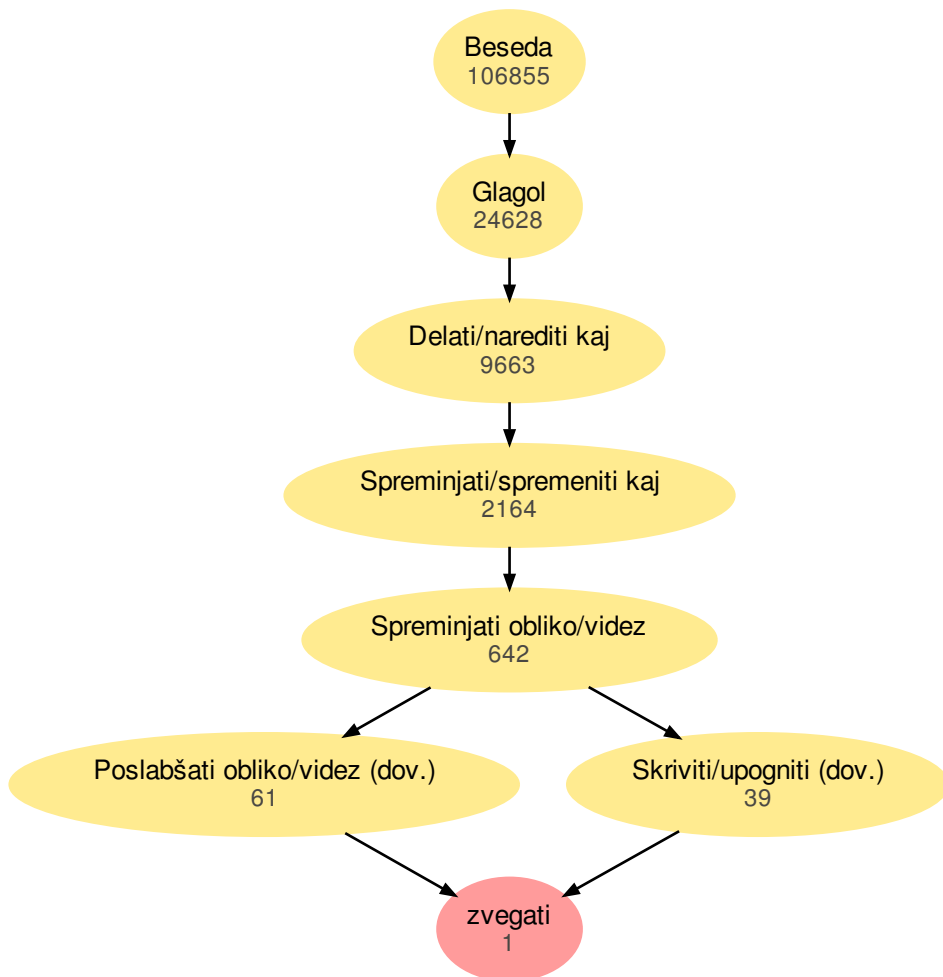 Beseda
106855
Glagol
24628
Delati/narediti kaj
9663
Spreminjati/spremeniti kaj
2164
Spreminjati obliko/videz
642
Poslabšati obliko/videz (dov.)
61
Skriviti/upogniti (dov.)
39
zvegati
1